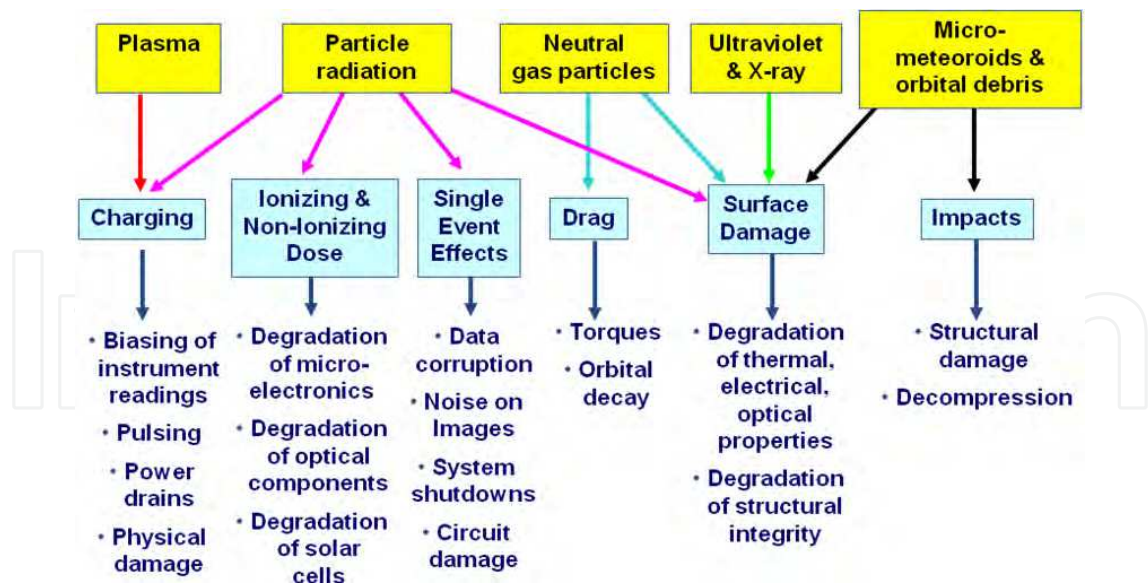 Plasma
Particle
radiation
Neutral
gas particles
Ultraviolet
& X-ray
Micro-
meteoroids &
orbital debris
Charging
Ionizing &
Non-Ionizing
Dose
Single
Event
Effects
Drag
Surface
Damage
Impacts
• Biasing of
instrument
readings
• Pulsing
• Power
drains
• Physical
damage
• Degradation
of micro-
electronics
• Degradation
of optical
components
• Degradation
of solar
cells
• Data
corruption
• Noise on
Images
• System
shutdowns
• Circuit
damage
• Torques
• Orbital
decay
• Degradation
of thermal,
electrical,
optical
properties
• Degradation
of structural
integrity
• Structural
damage
• Decompression